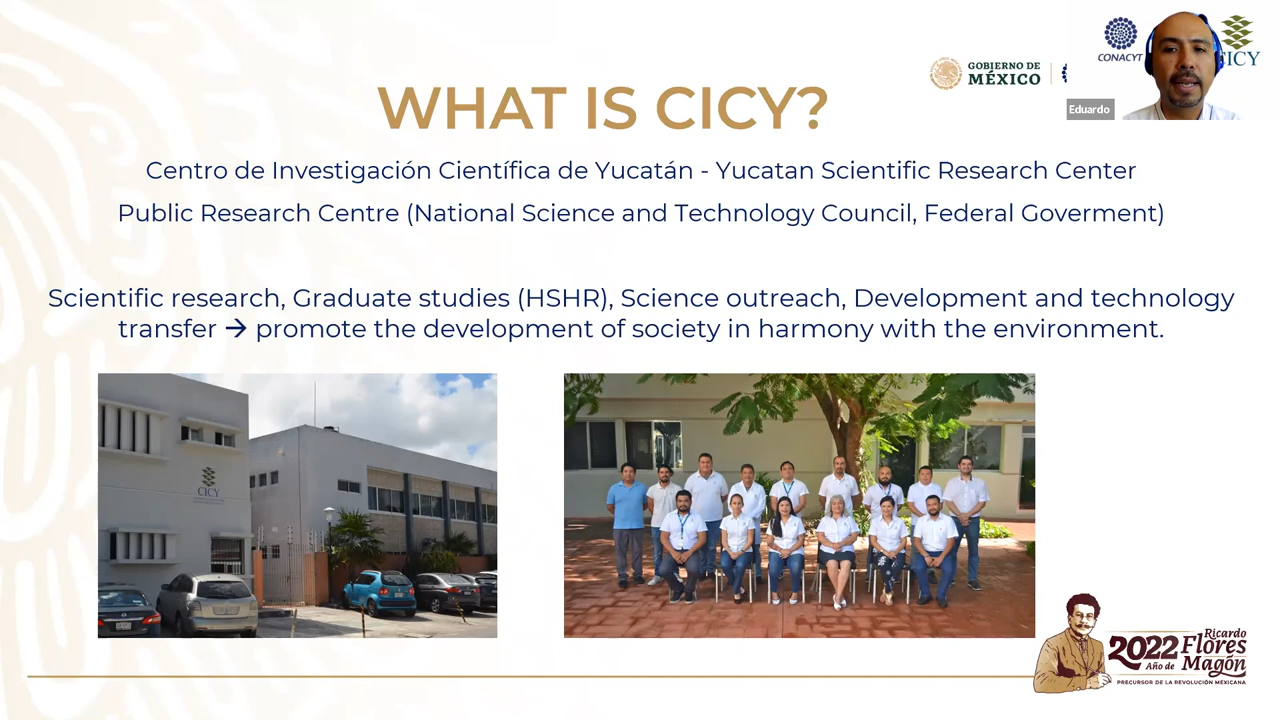 CONACYT
CICY
GOBIERNO DE
MÉXICO
Eduardo
WHAT IS CICY?
Centro de Investigación Científica de Yucatán - Yucatan Scientific Research Center
Public Research Centre (National Science and Technology Council, Federal Goverment)
Scientific research, Graduate studies (HSHR), Science outreach, Development and technology
transfer → promote the development of society in harmony with the environment.
CICY
2022
Año de
Ricardo
Flores
Magón
PRECURSOR DE LA REVOLUCIÓN MEXICANA